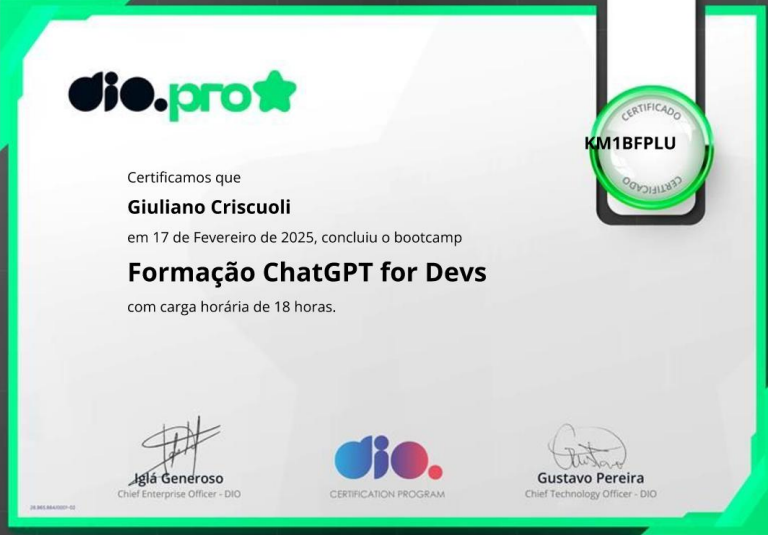 dio.pro
CERTIFICADO
KM1BFPLU
CERTIFICADO
Certificamos que
Giuliano Criscuoli
em 17 de Fevereiro de 2025, concluiu o bootcamp
Formação ChatGPT for Devs
com carga horária de 18 horas.
Iglá Generoso
Chief Enterprise Officer - DIO
dio.
CERTIFICATION PROGRAM
Gustavo Pereira
Chief Technology Officer - DIO